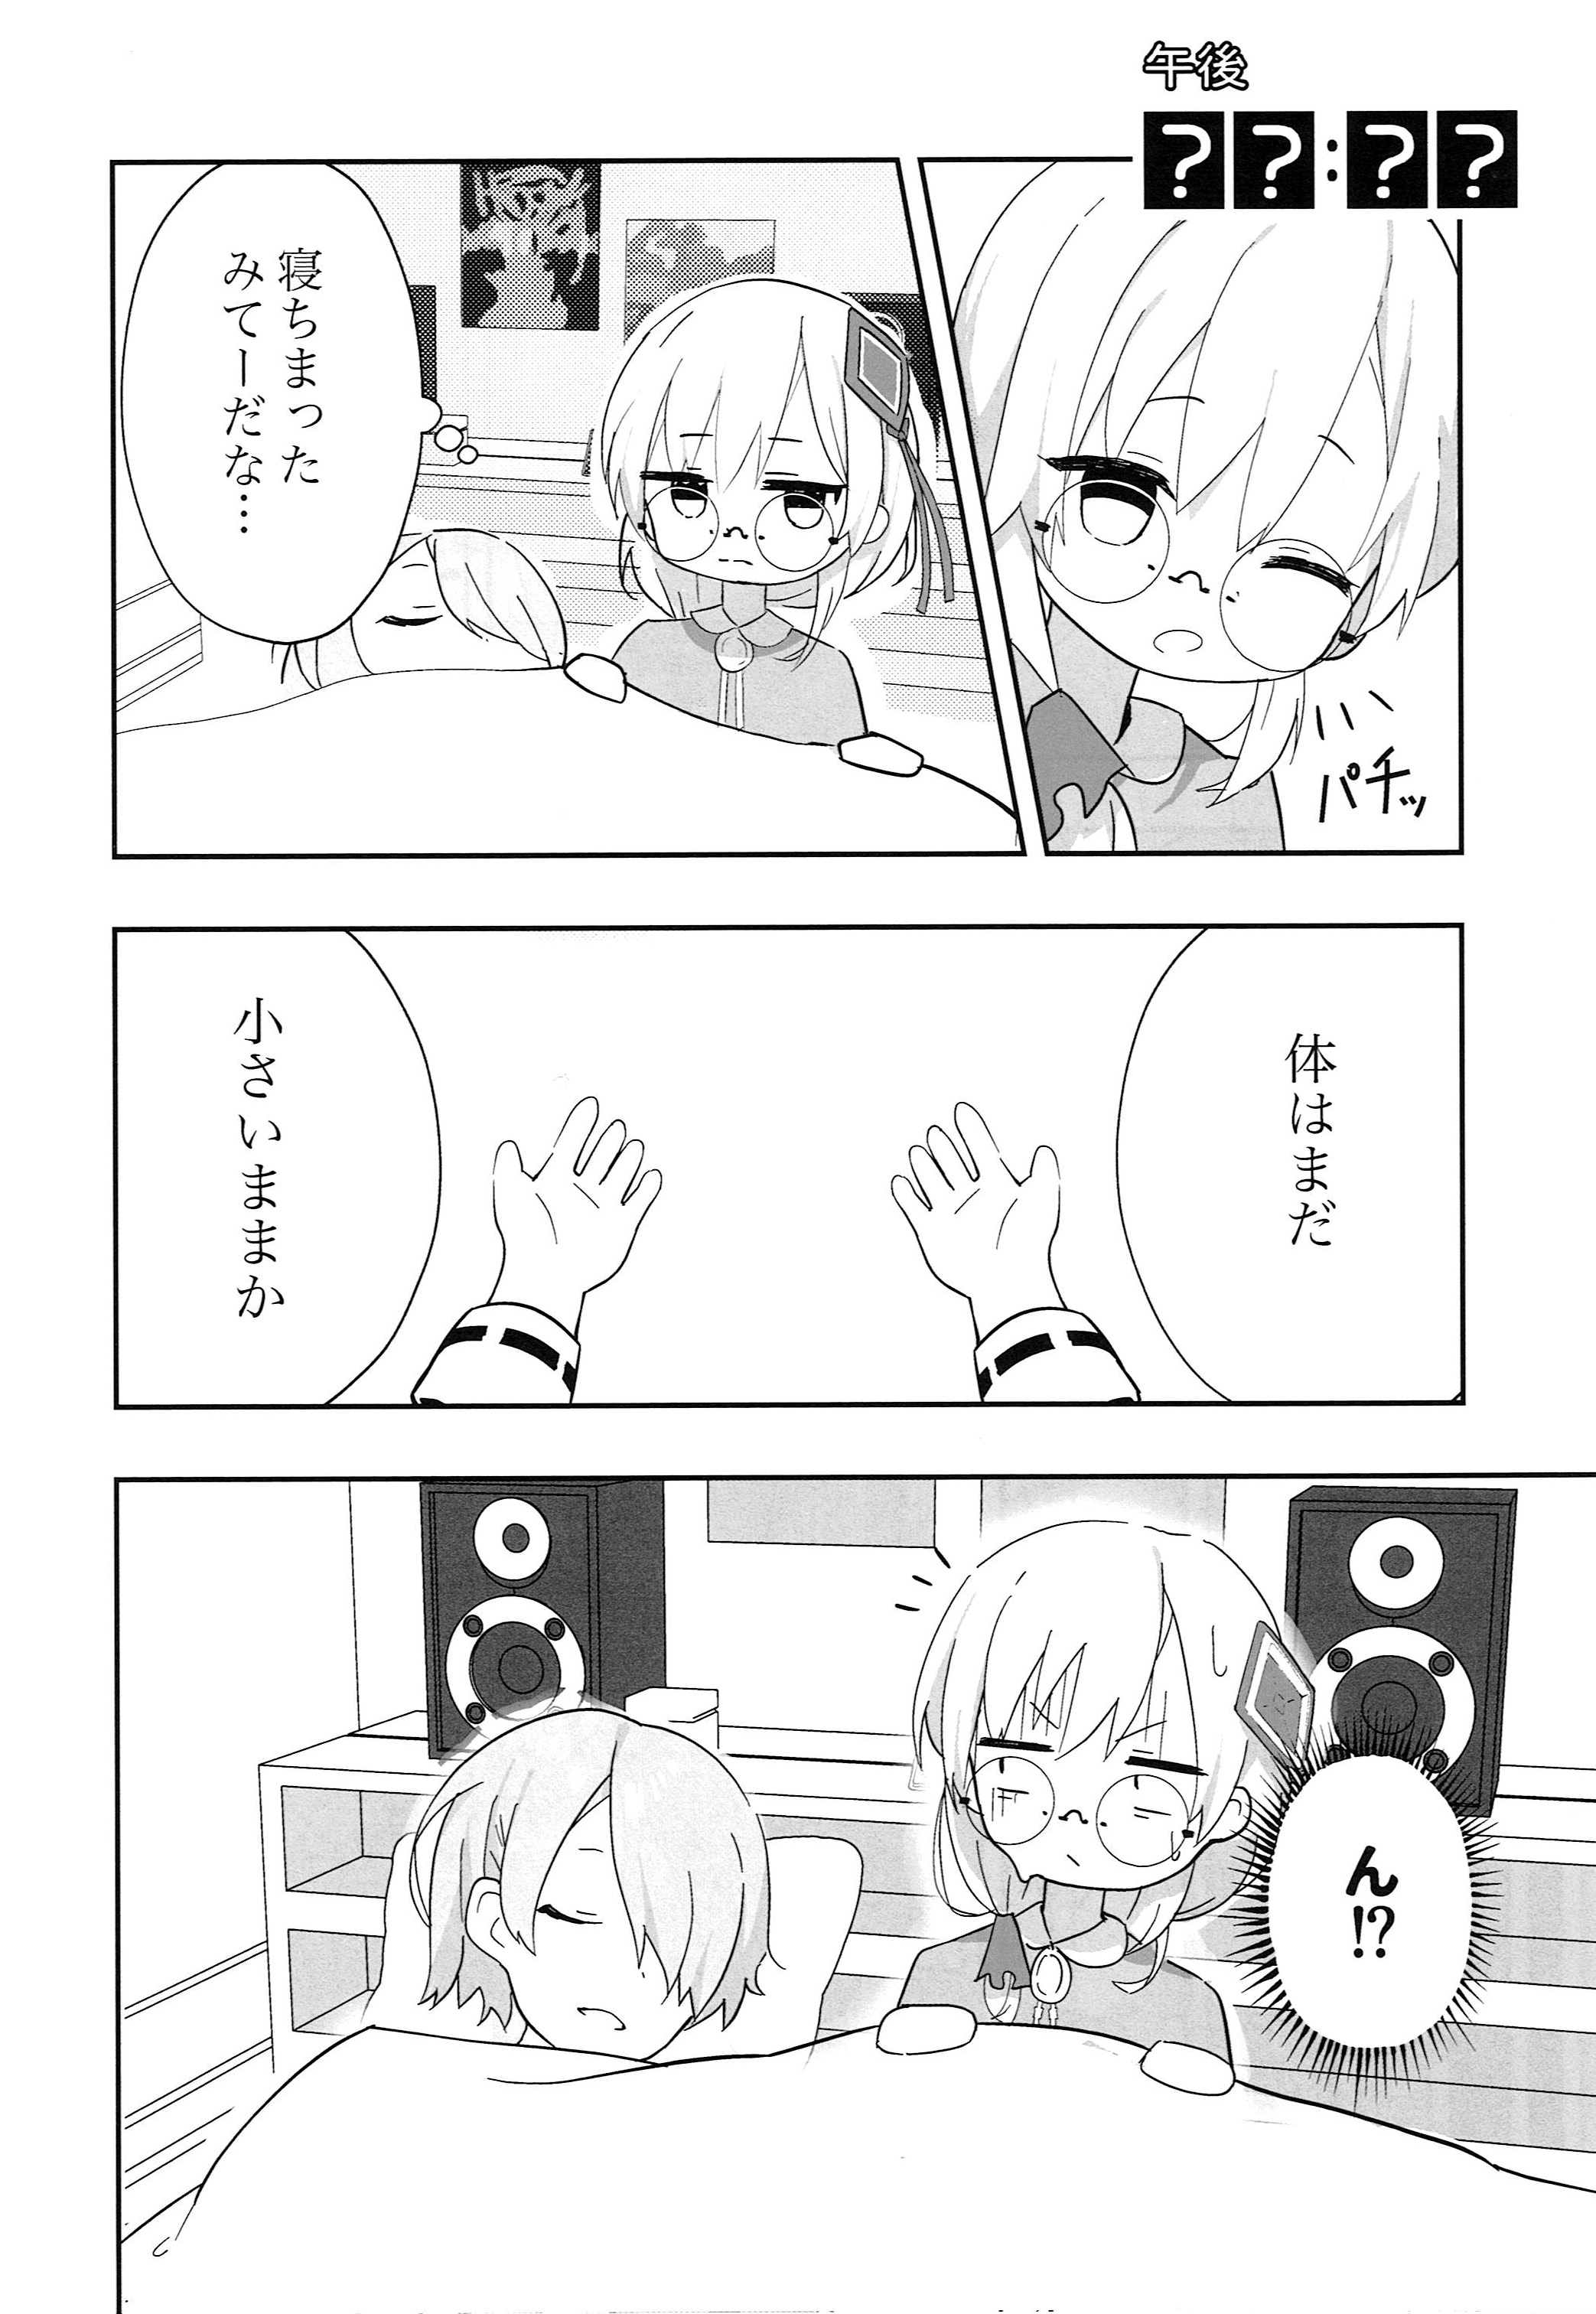 午後
??:??
パチッ
寝ちまった
みてーだな…
体はまだ
小さいままか
ん!?